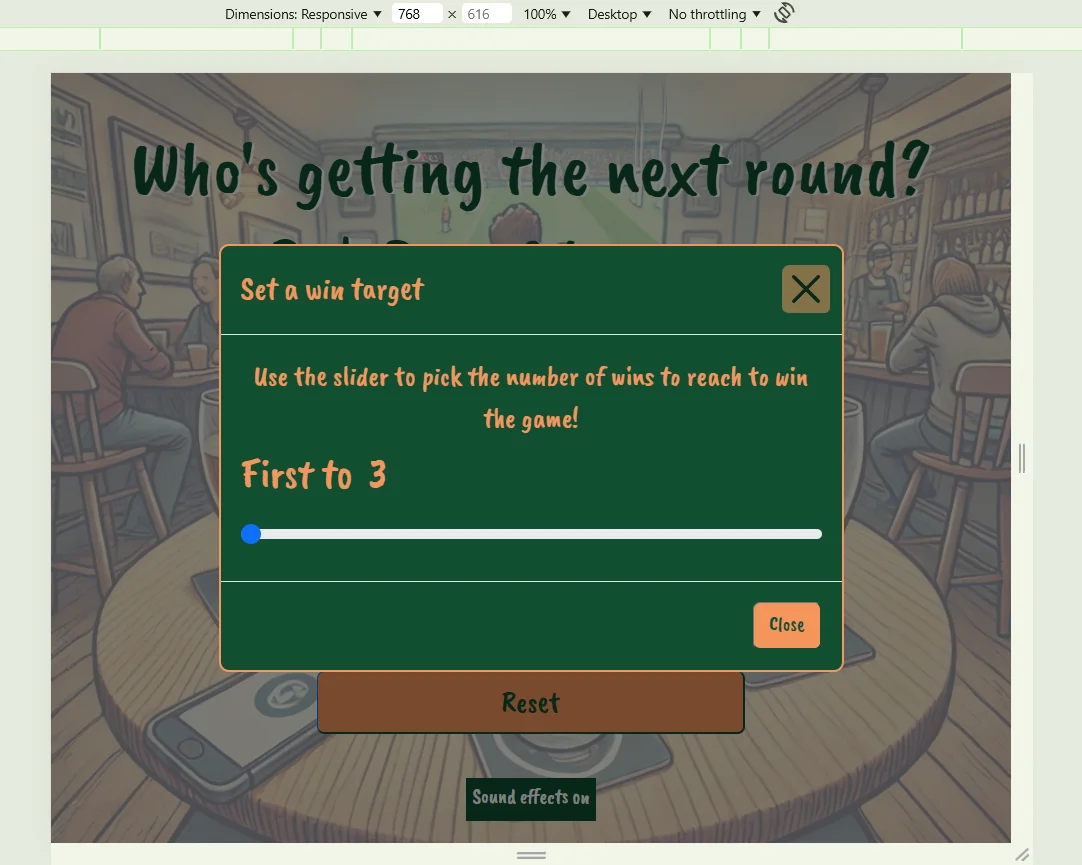 Dimensions: Responsive ▼ 768 × 616 100% ▼ Desktop ▼ No throttling ▼
Who's getting the next round?
Set a win target
Use the slider to pick the number of wins to reach to win
the game!
First to 3
Close
Reset
Sound effects on